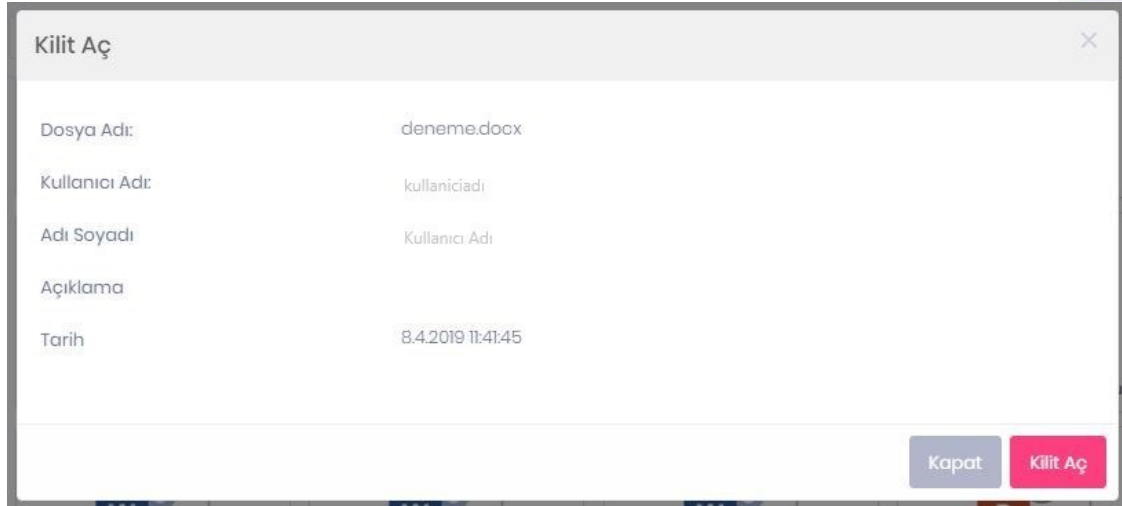 Kilit Aç
Dosya Adı: deneme.docx
Kullanıcı Adı: kullaniciadı
Adı Soyadı Kullanıcı Adı
Açıklama
Tarih 8.4.2019 11:41:45
Kapat Kilit Aç